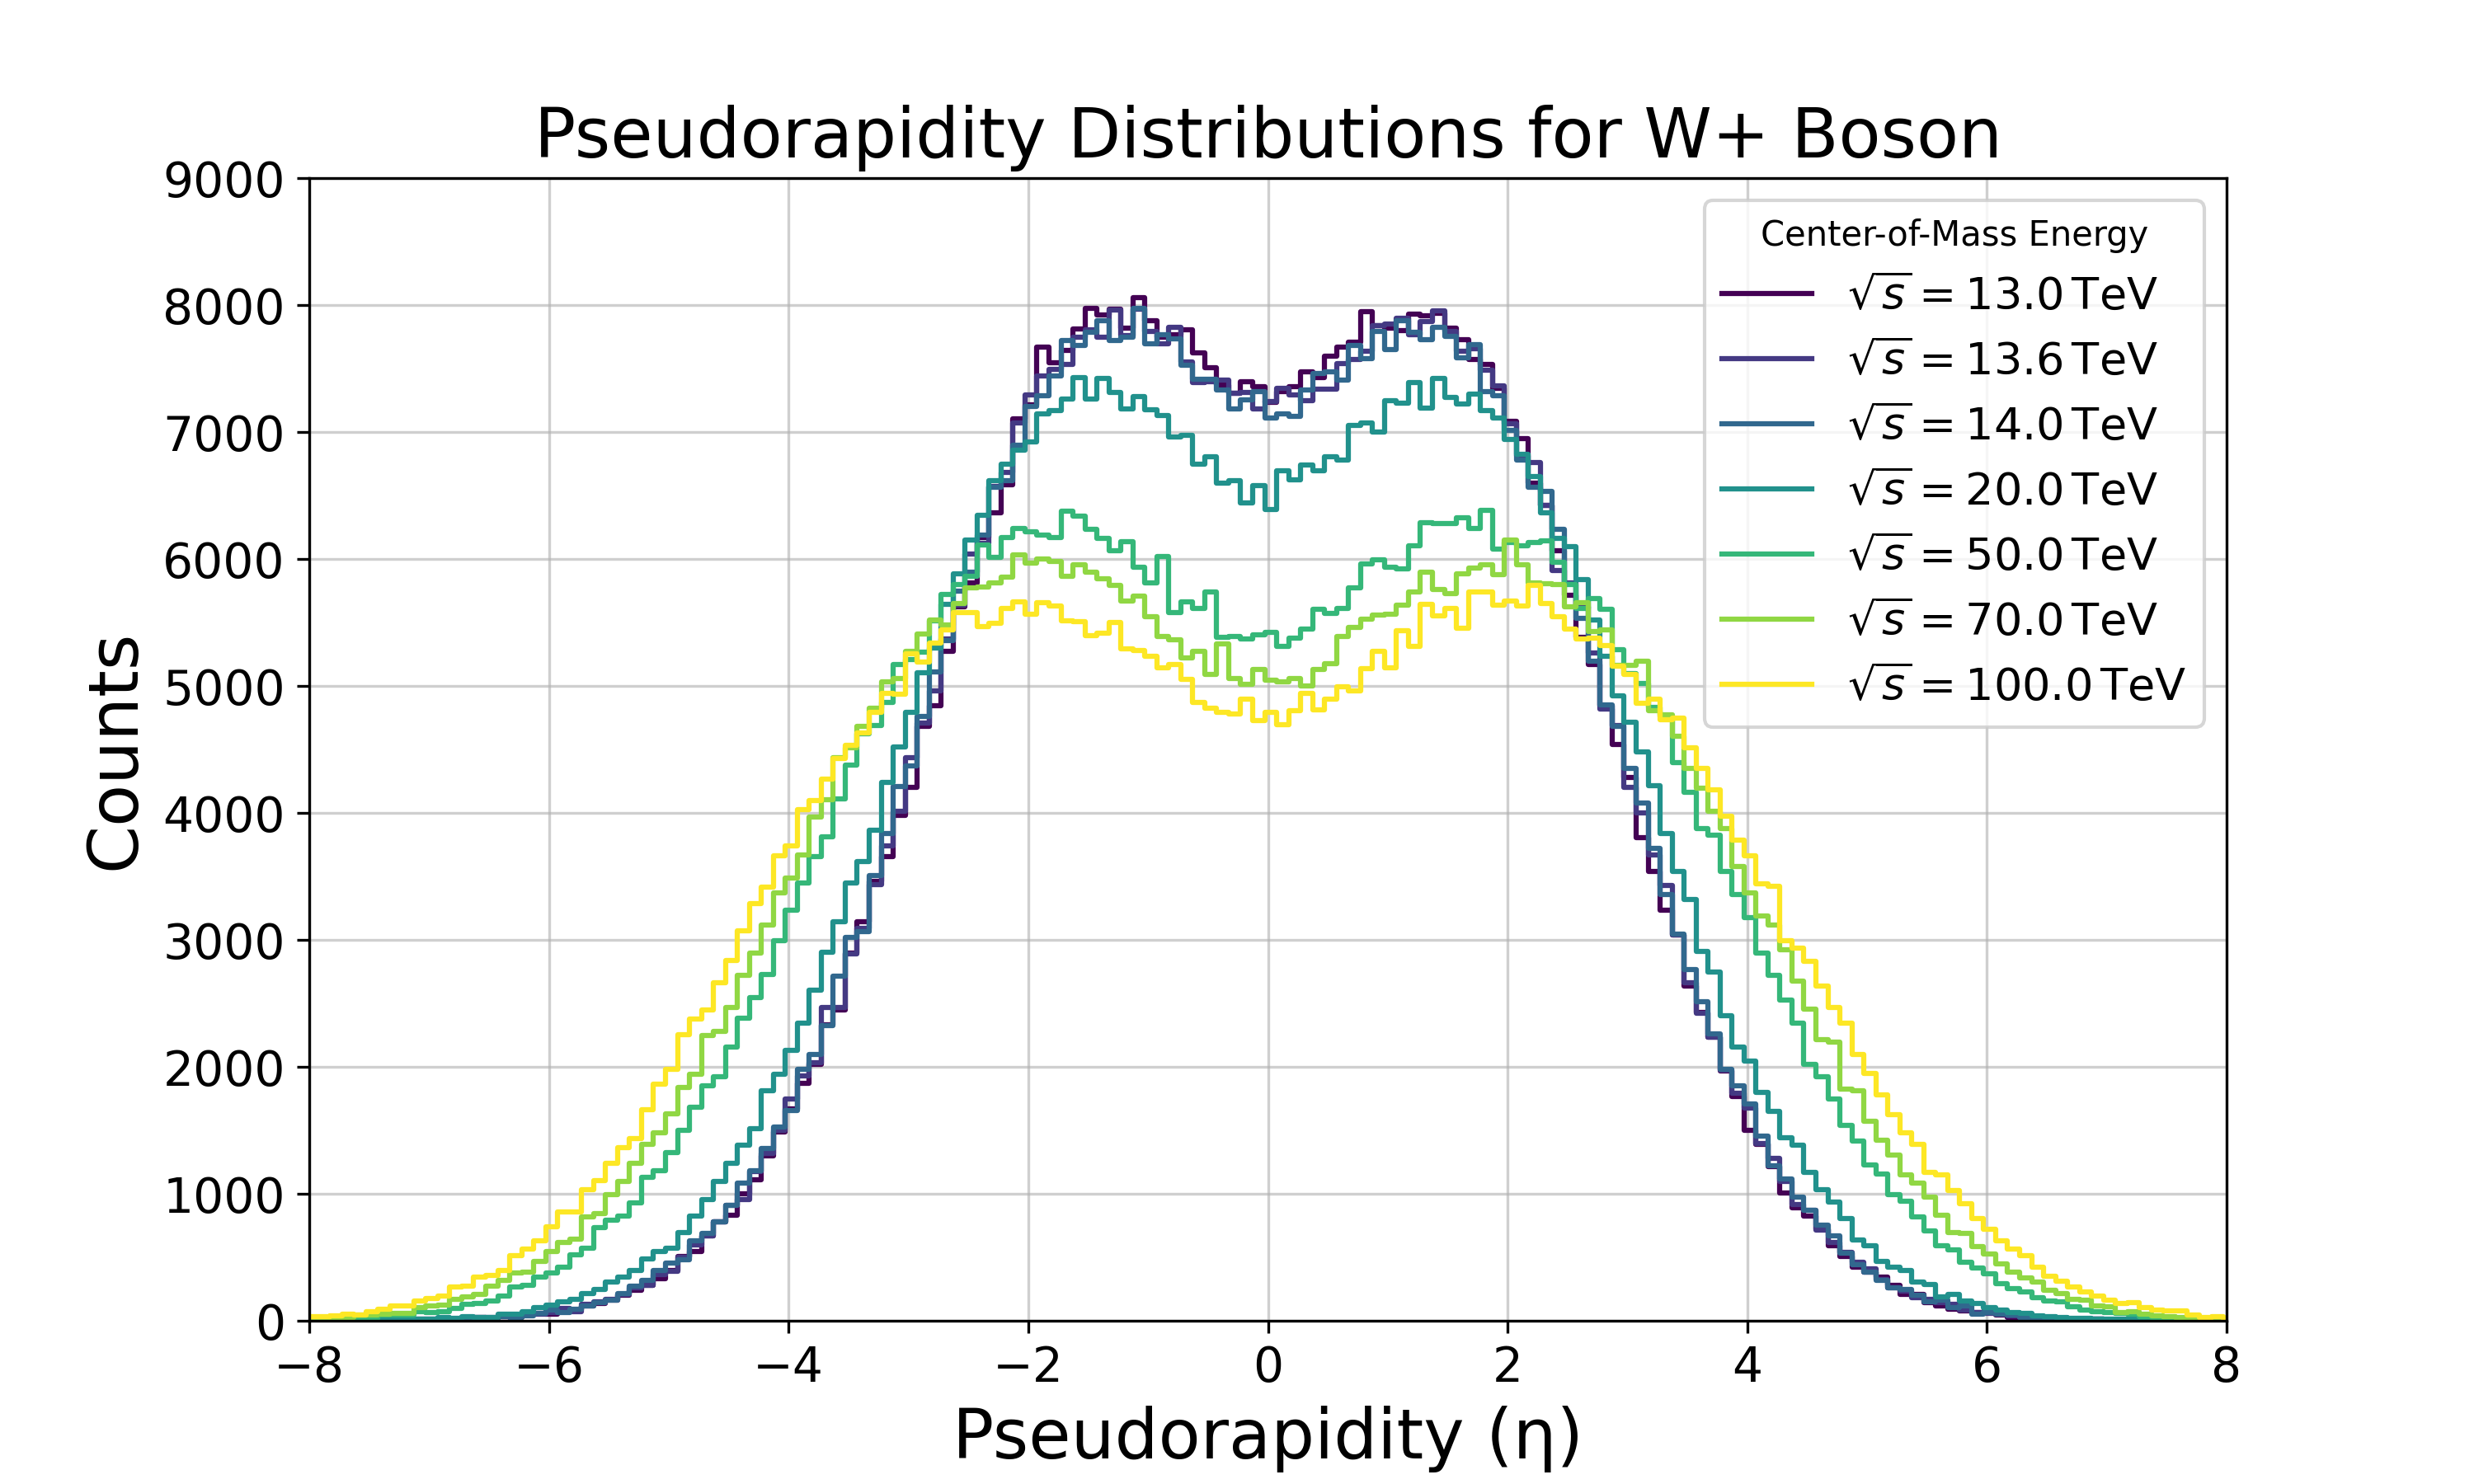 Pseudorapidity Distributions for W+ Boson
9000
8000
7000
6000
5000
4000
3000
2000
1000
0
Counts
Center-of-Mass Energy
√s = 13.0 TeV
√s = 13.6 TeV
√s = 14.0 TeV
√s = 20.0 TeV
√s = 50.0 TeV
√s = 70.0 TeV
√s = 100.0 TeV
−8 −6 −4 −2 0 2 4 6 8
Pseudorapidity (η)